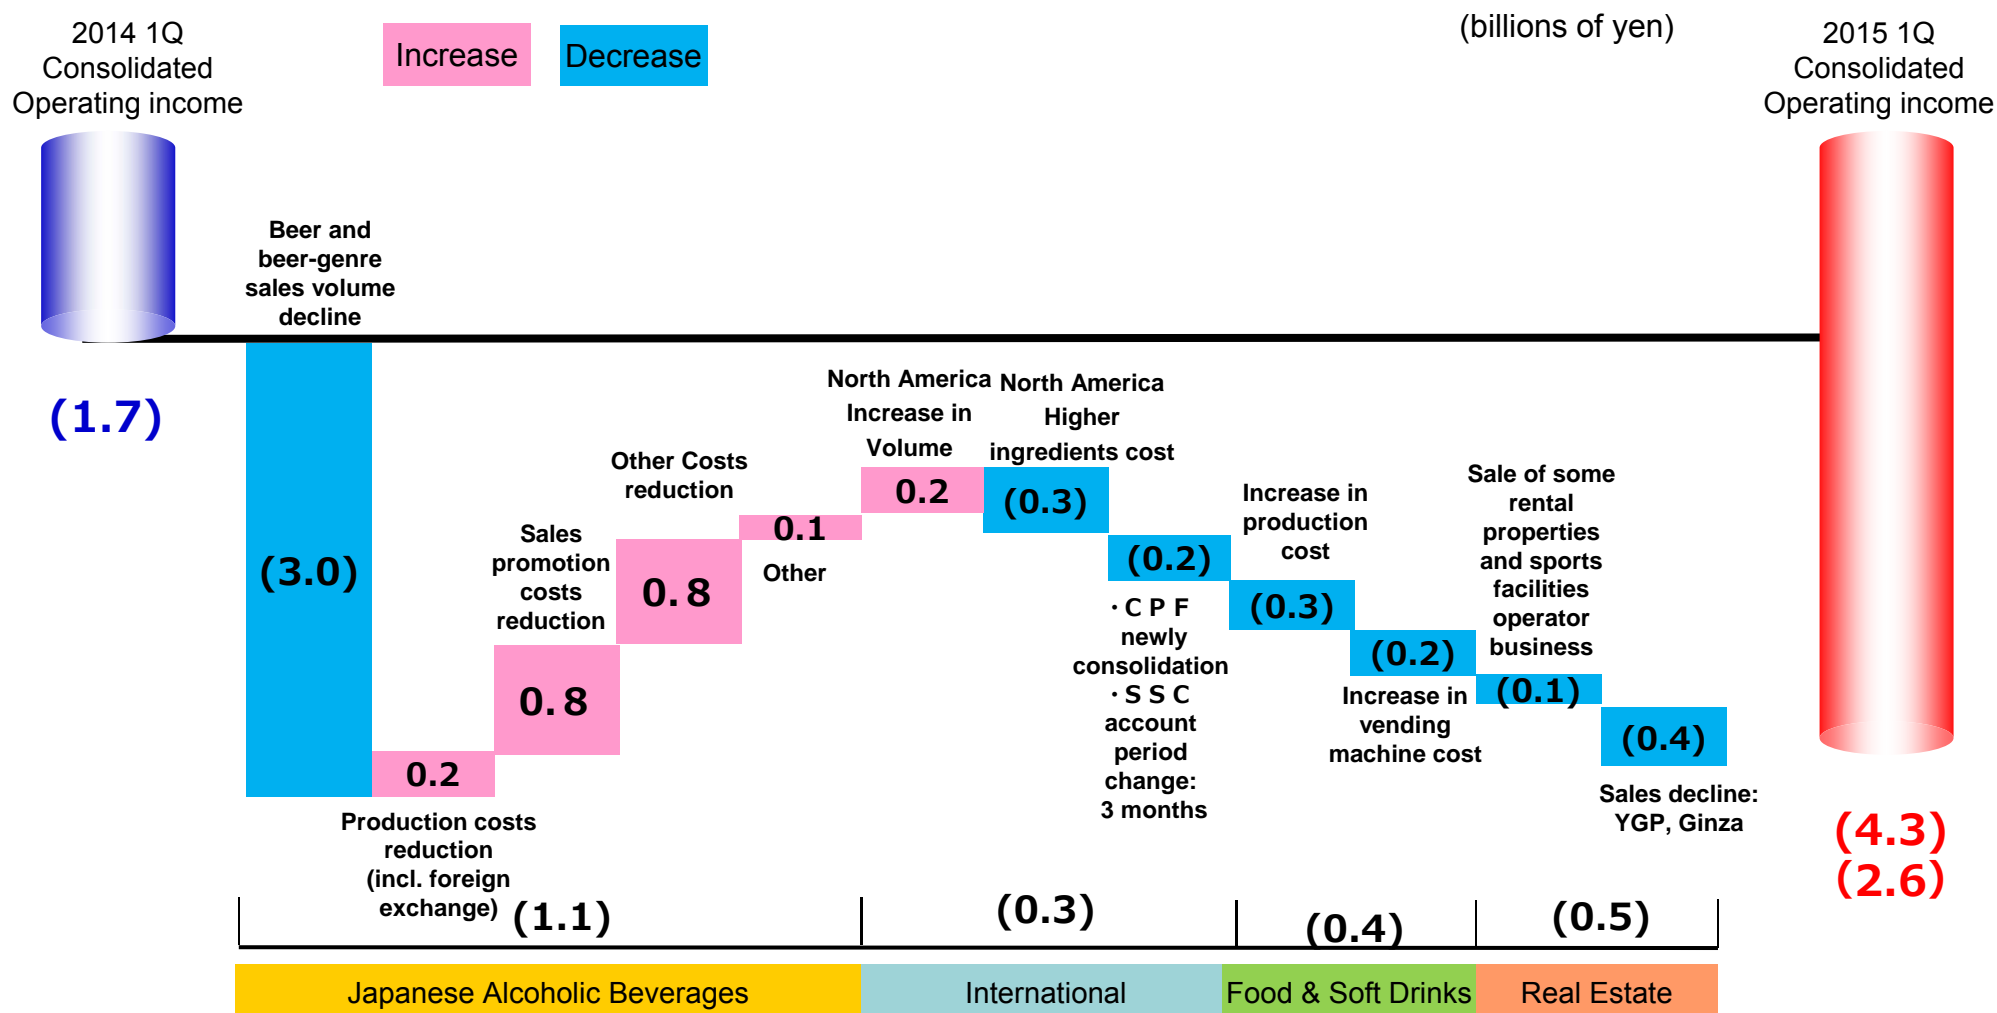 2014 1Q
Consolidated
Operating income
Increase
Decrease
(billions of yen)
2015 1Q
Consolidated
Operating income
(1.7)
Beer and
beer-genre
sales volume
decline
(3.0)
0.2
Production costs
reduction
(incl. foreign
exchange)
Sales
promotion
costs
reduction
0.8
Other Costs
reduction
0.8
0.1
Other
North America
Increase in
Volume
0.2
North America
Higher
ingredients cost
(0.3)
(0.2)
・ＣＰＦ
newly
consolidation
・ＳＳＣ
account
period
change:
3 months
Increase in
production
cost
(0.3)
(0.2)
Increase in
vending
machine cost
Sale of some
rental
properties
and sports
facilities
operator
business
(0.1)
(0.4)
Sales decline:
YGP, Ginza
(4.3)
(2.6)
(1.1)
(0.3)
(0.4)
(0.5)
Japanese Alcoholic Beverages
International
Food & Soft Drinks
Real Estate